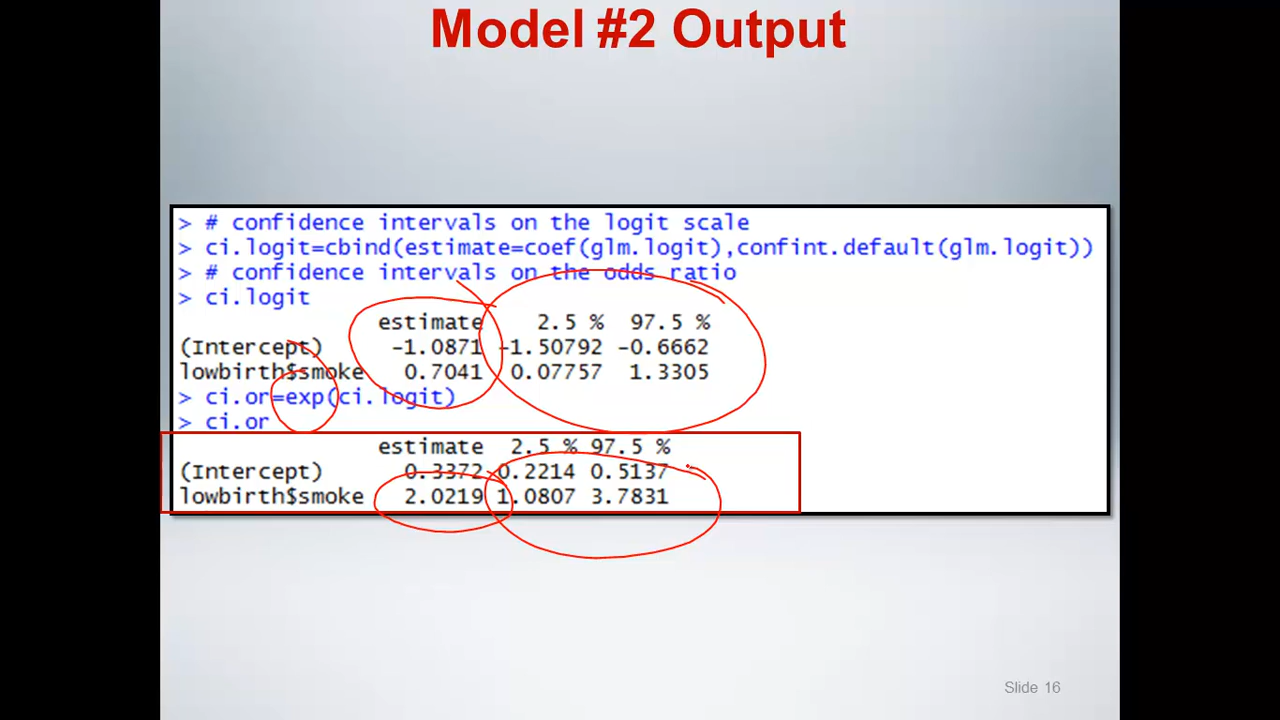 Model #2 Output
> # confidence intervals on the logit scale
> ci.logit=cbind(estimate=coef(glm.logit),confint.default(glm.logit))
> # confidence intervals on the odds ratio
> ci.logit
estimate 2.5 % 97.5 %
(Intercept) -1.0871 -1.50792 -0.6662
lowbirth$smoke 0.7041 0.07757 1.3305
> ci.or=exp(ci.logit)
> ci.or
estimate 2.5 % 97.5 %
(Intercept) 0.3372 0.2214 0.5137
lowbirth$smoke 2.0219 1.0807 3.7831
Slide 16